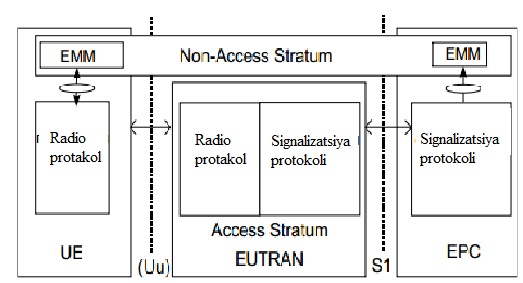 EMM
Non-Access Stratum
EMM
Radio
protakol
Radio
protakol
Signalizatsiya
protokoli
Signalizatsiya
protokoli
Access Stratum
UE
(Uu)
EUTRAN
S1
EPC